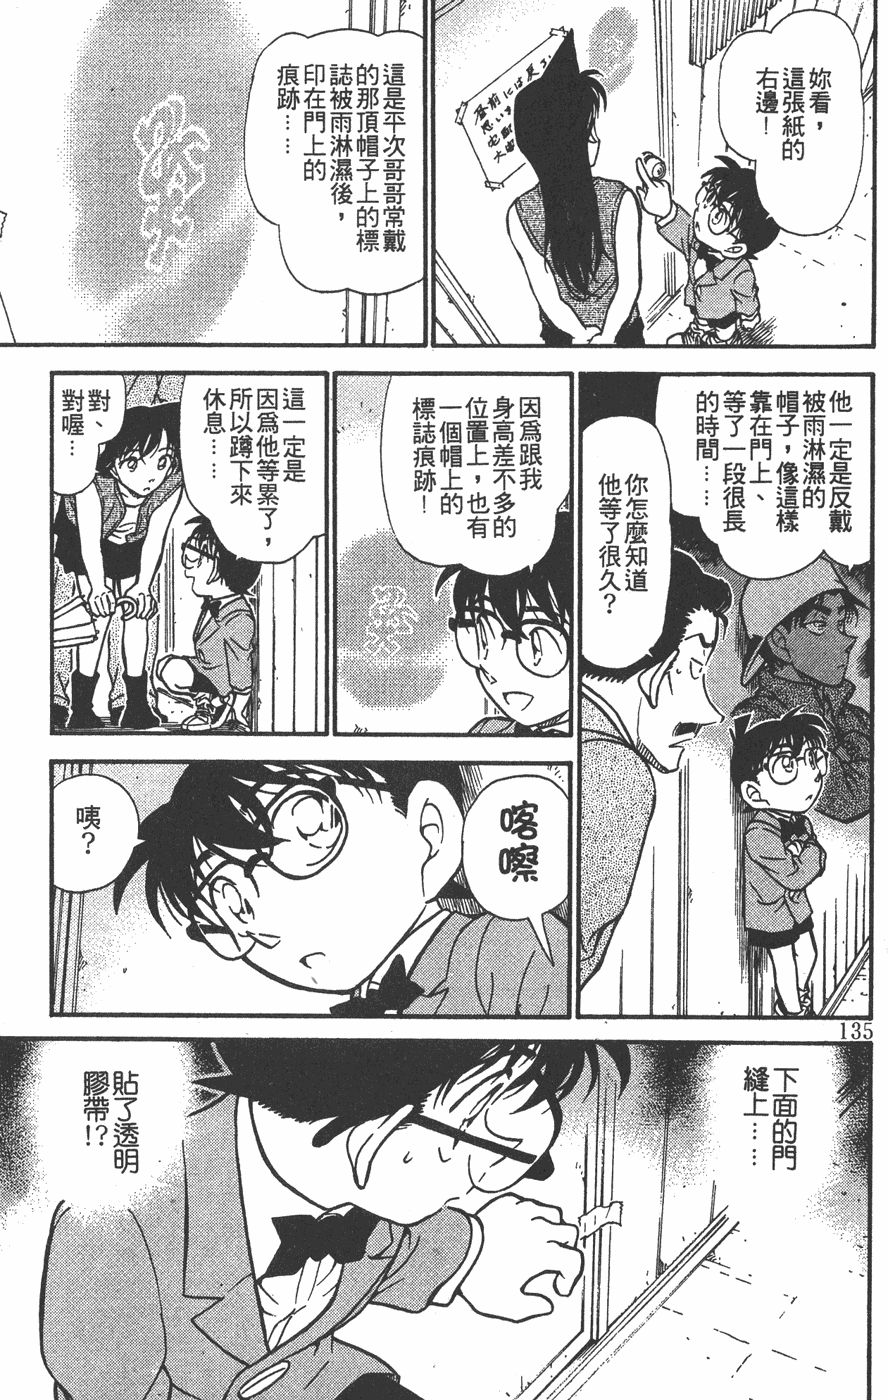 妳看，
這張紙的
右邊！
昼前には戻る
這是平次哥哥常戴
的那頂帽子上的標
誌被雨淋濕後，
印在門上的
痕跡……
他一定是反戴
被雨淋濕的
帽子，像這樣
靠在門上、
等了一段很長
的時間……
你怎麼知道
他等了很久？
因為跟我
身高差不多的
位置上，也有
一個帽上的
標誌痕跡！
這一定是
因為他等累了，
所以蹲下來
休息……
對、
對喔…
喀嚓
咦？
135
下面的門
縫上……
貼了透明
膠帶!?